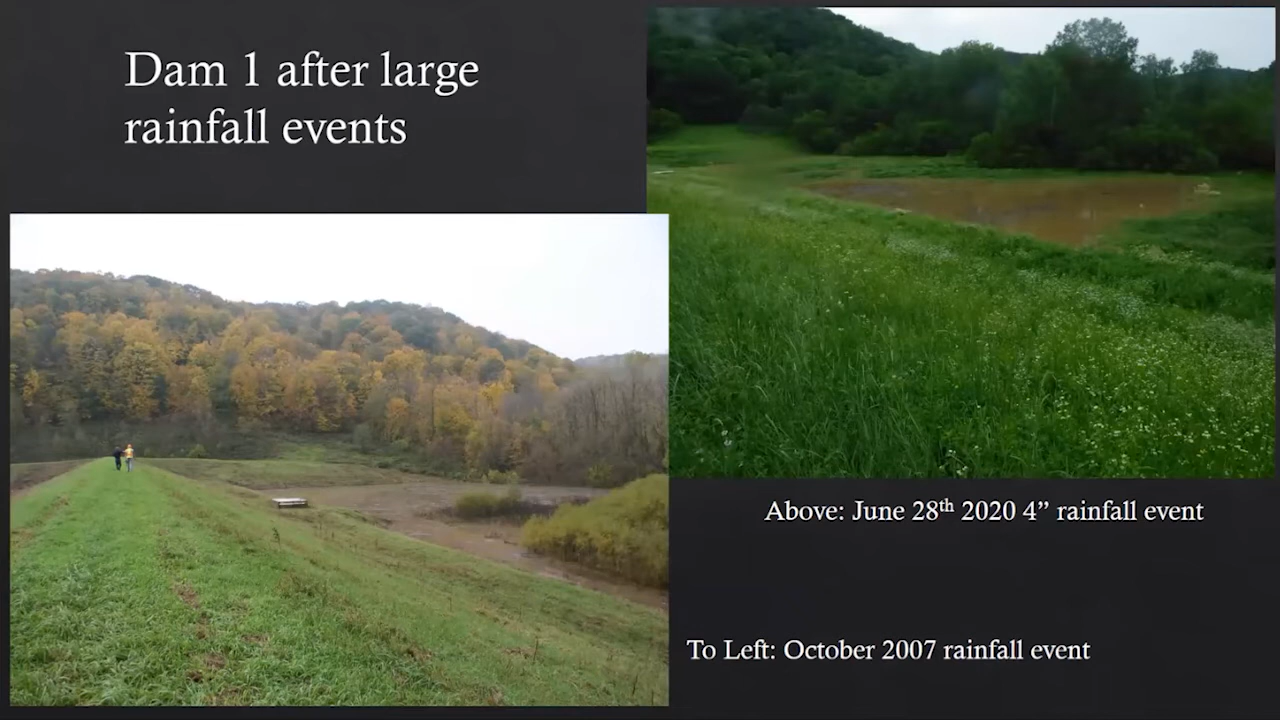 Dam 1 after large
rainfall events
Above: June 28th 2020 4” rainfall event
To Left: October 2007 rainfall event